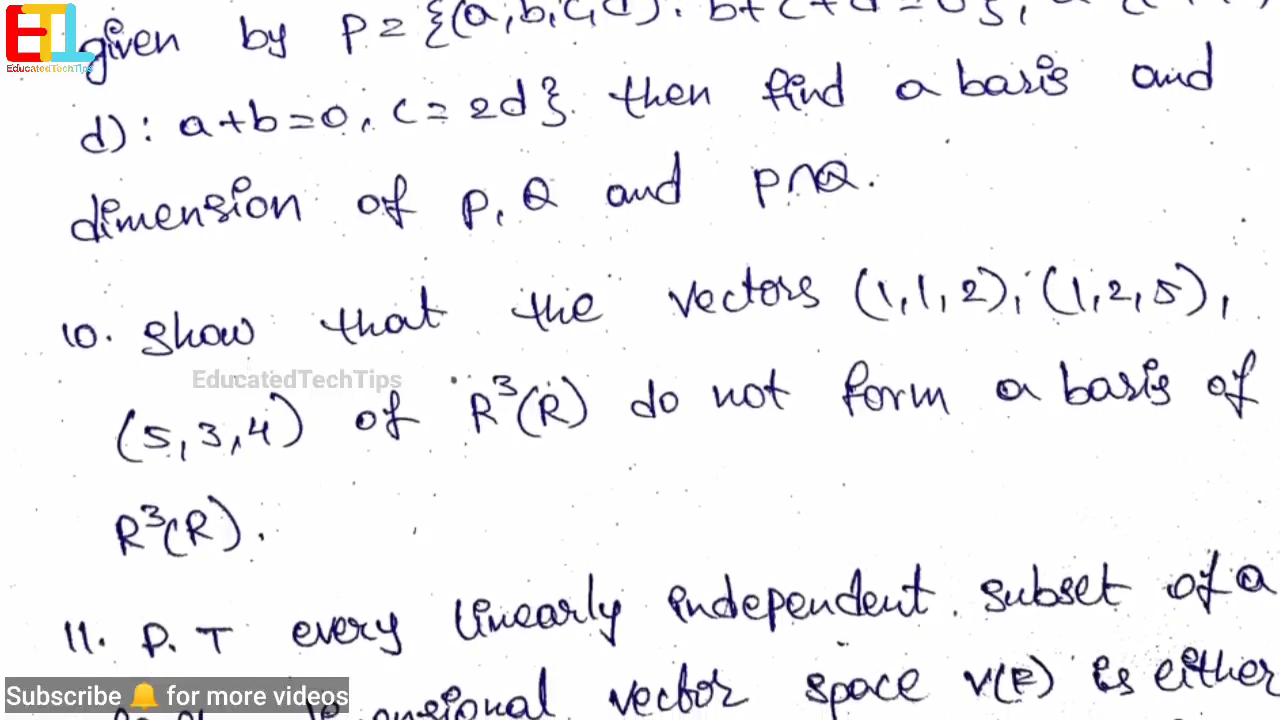 ETL
EducatedTechTips
given by P = {(a,b,c,d): b+c+d=0},
d): a+b=0, c=2d} then find a basis and
dimension of P, Q and P∩Q.
10. Show that the vectors (1,1,2), (1,2,5),
EducatedTechTips
(5,3,4) of R³(R) do not form a basis of
R³(R).
11. P.T every linearly independent subset of a
Subscribe 🔔 for more videos
vector space V(F) is either